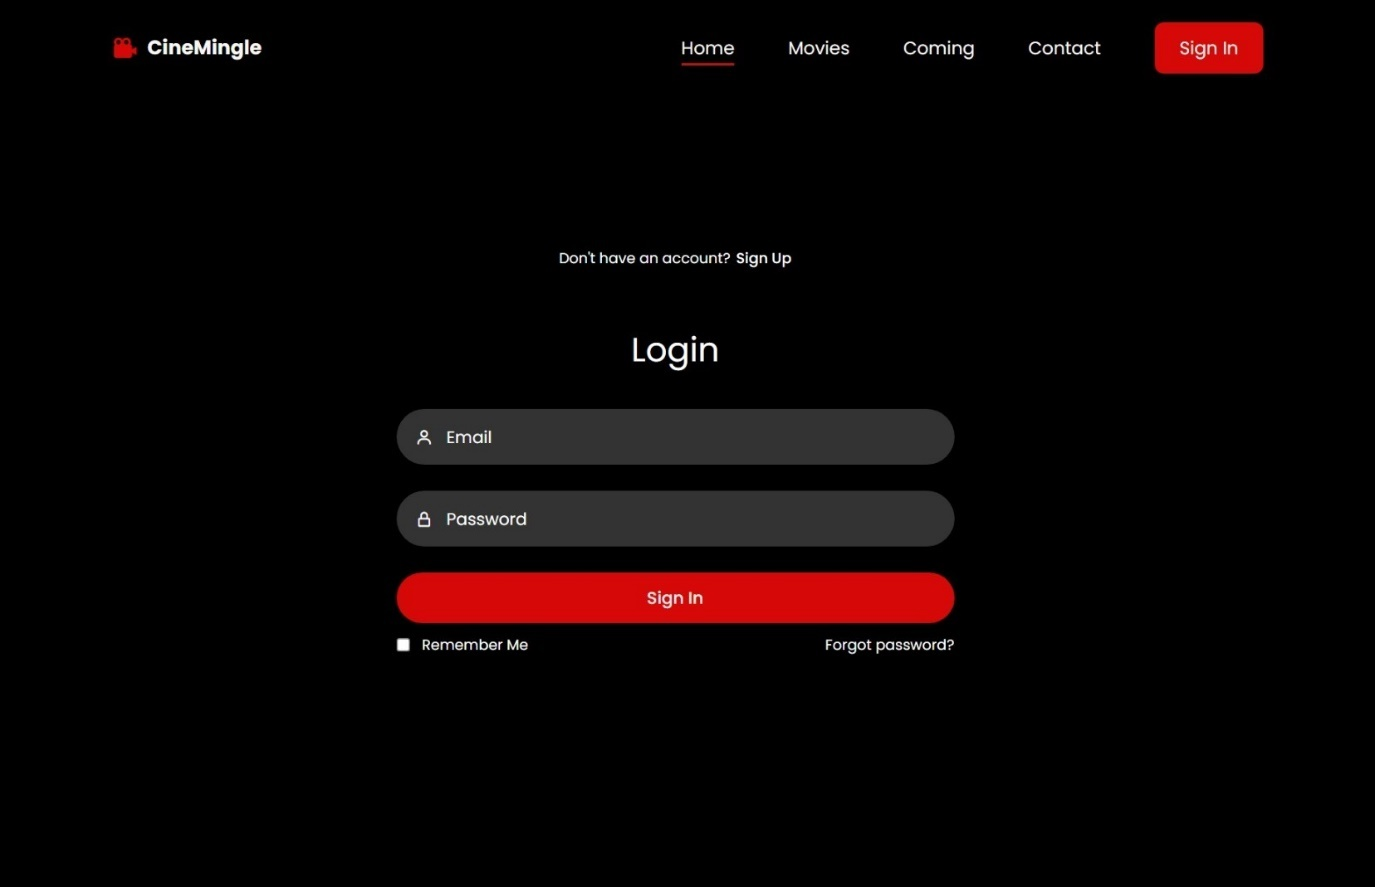 CineMingle
Home
Movies
Coming
Contact
Sign In
Don't have an account? Sign Up
Login
Email
Password
Sign In
Remember Me
Forgot password?